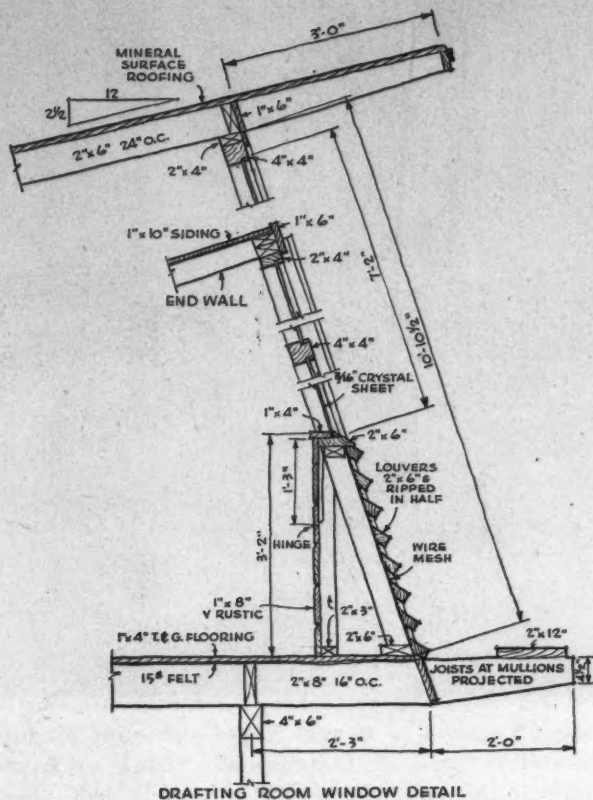 3'-0"
MINERAL
SURFACE
ROOFING
12
2½
1"x 6"
2"x 6" 24" O.C.
2"x 4"
4"x 4"
1"x 6"
1"x 10" SIDING
2"x 4"
END WALL
7'-2"
10'-10½"
4"x 4"
3/16" CRYSTAL
SHEET
1"x 4"
2"x 6"
1'-3"
LOUVERS
2"x 6" s
RIPPED
IN HALF
3'-2"
HINGE
WIRE
MESH
1"x 8"
V RUSTIC
2"x 3"
2"x 6"
2"x 12"
1"x 4" T.& G. FLOORING
15# FELT
2"x 8" 16" O.C.
JOISTS AT MULLIONS
PROJECTED
4"x 6"
2'-3"
2'-0"
DRAFTING ROOM WINDOW DETAIL